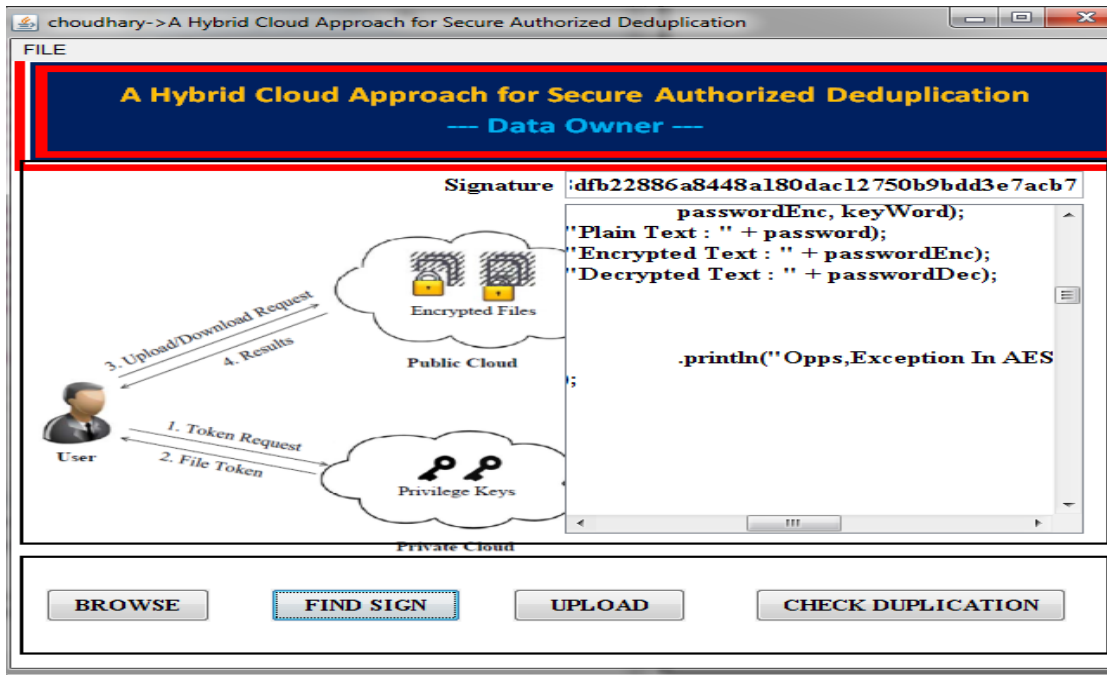 choudhary->A Hybrid Cloud Approach for Secure Authorized Deduplication
FILE
A Hybrid Cloud Approach for Secure Authorized Deduplication
--- Data Owner ---
Signature
dfb22886a8448a180dac12750b9bdd3e7acb7
passwordEnc, keyWord);
"Plain Text : " + password);
"Encrypted Text : " + passwordEnc);
"Decrypted Text : " + passwordDec);
.println("Opps,Exception In AES
);
3. Upload/Download Request
4. Results
Encrypted Files
Public Cloud
User
1. Token Request
2. File Token
Privilege Keys
Private Cloud
BROWSE
FIND SIGN
UPLOAD
CHECK DUPLICATION